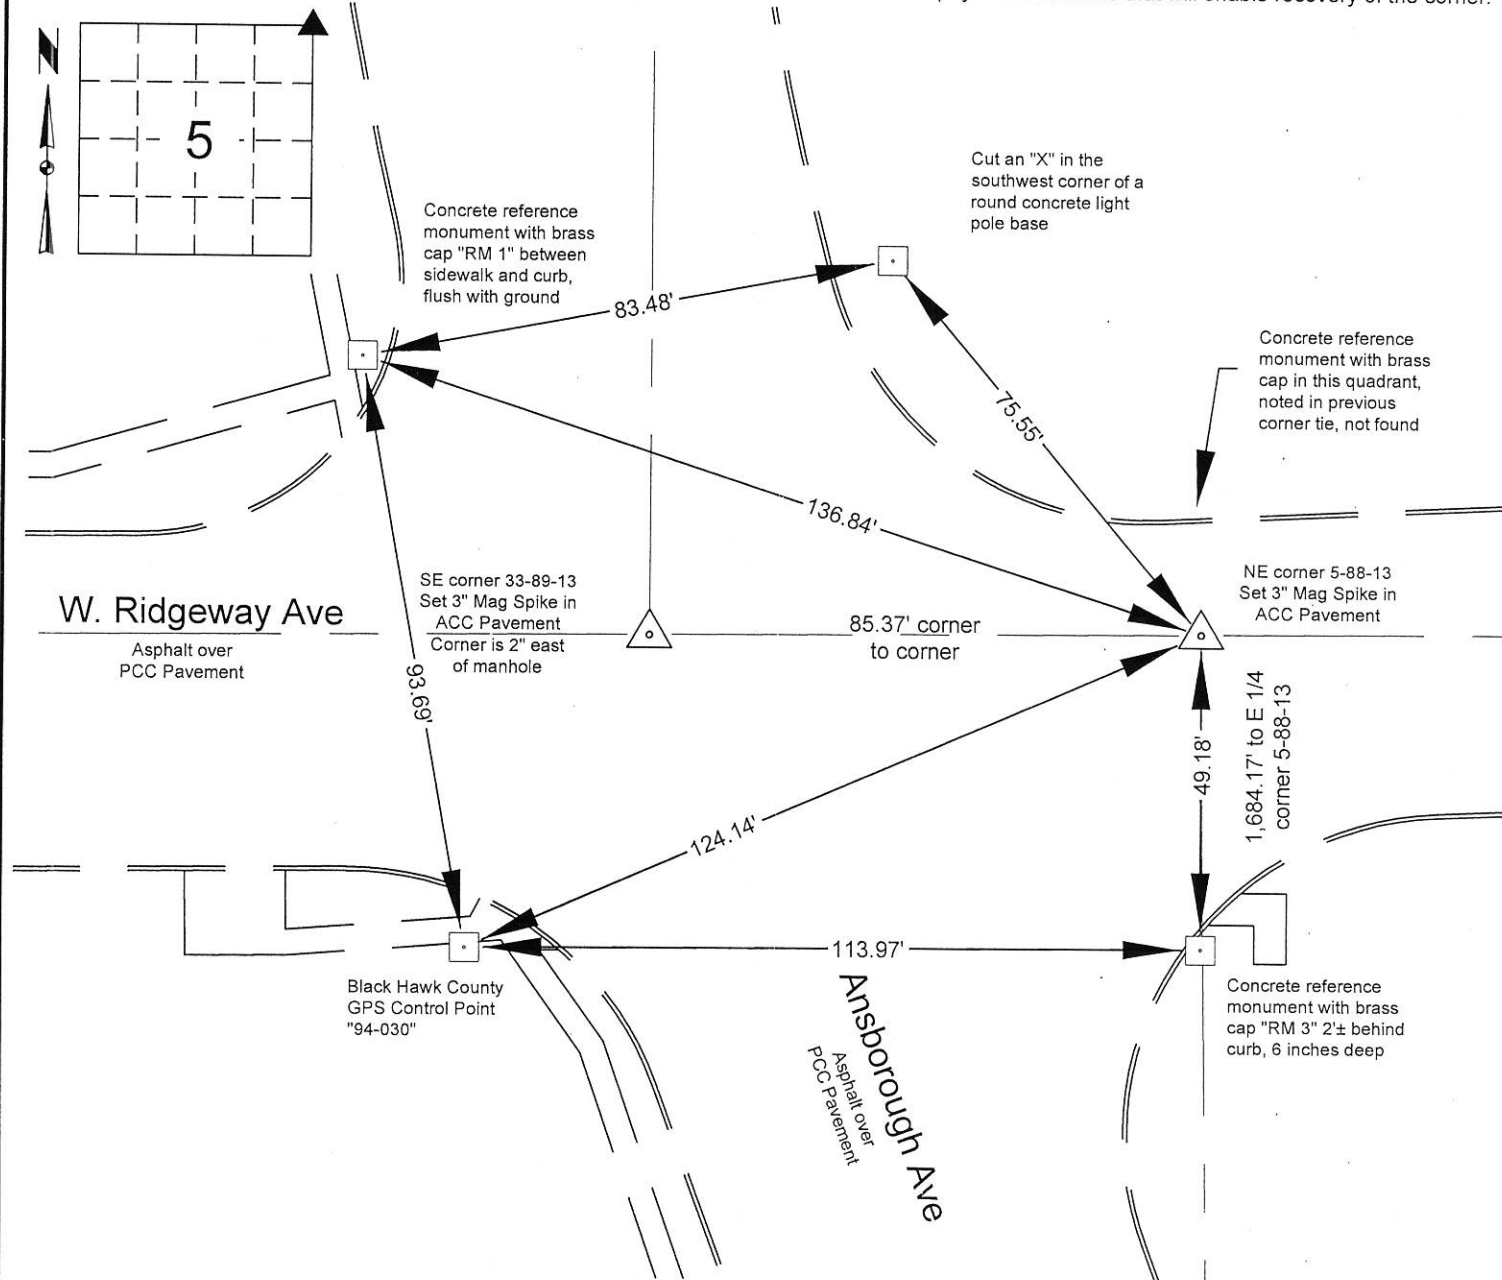 N
5
Cut an "X" in the
southwest corner of a
round concrete light
pole base
Concrete reference
monument with brass
cap "RM 1" between
sidewalk and curb,
flush with ground
83.48'
Concrete reference
monument with brass
cap in this quadrant,
noted in previous
corner tie, not found
75.55'
136.84'
W. Ridgeway Ave
Asphalt over
PCC Pavement
SE corner 33-89-13
Set 3" Mag Spike in
ACC Pavement
Corner is 2" east
of manhole
85.37' corner
to corner
NE corner 5-88-13
Set 3" Mag Spike in
ACC Pavement
93.69'
49.18'
1,684.17' to E 1/4
corner 5-88-13
124.14'
113.97'
Black Hawk County
GPS Control Point
"94-030"
Ansborough Ave
Asphalt over
PCC Pavement
Concrete reference
monument with brass
cap "RM 3" 2'± behind
curb, 6 inches deep